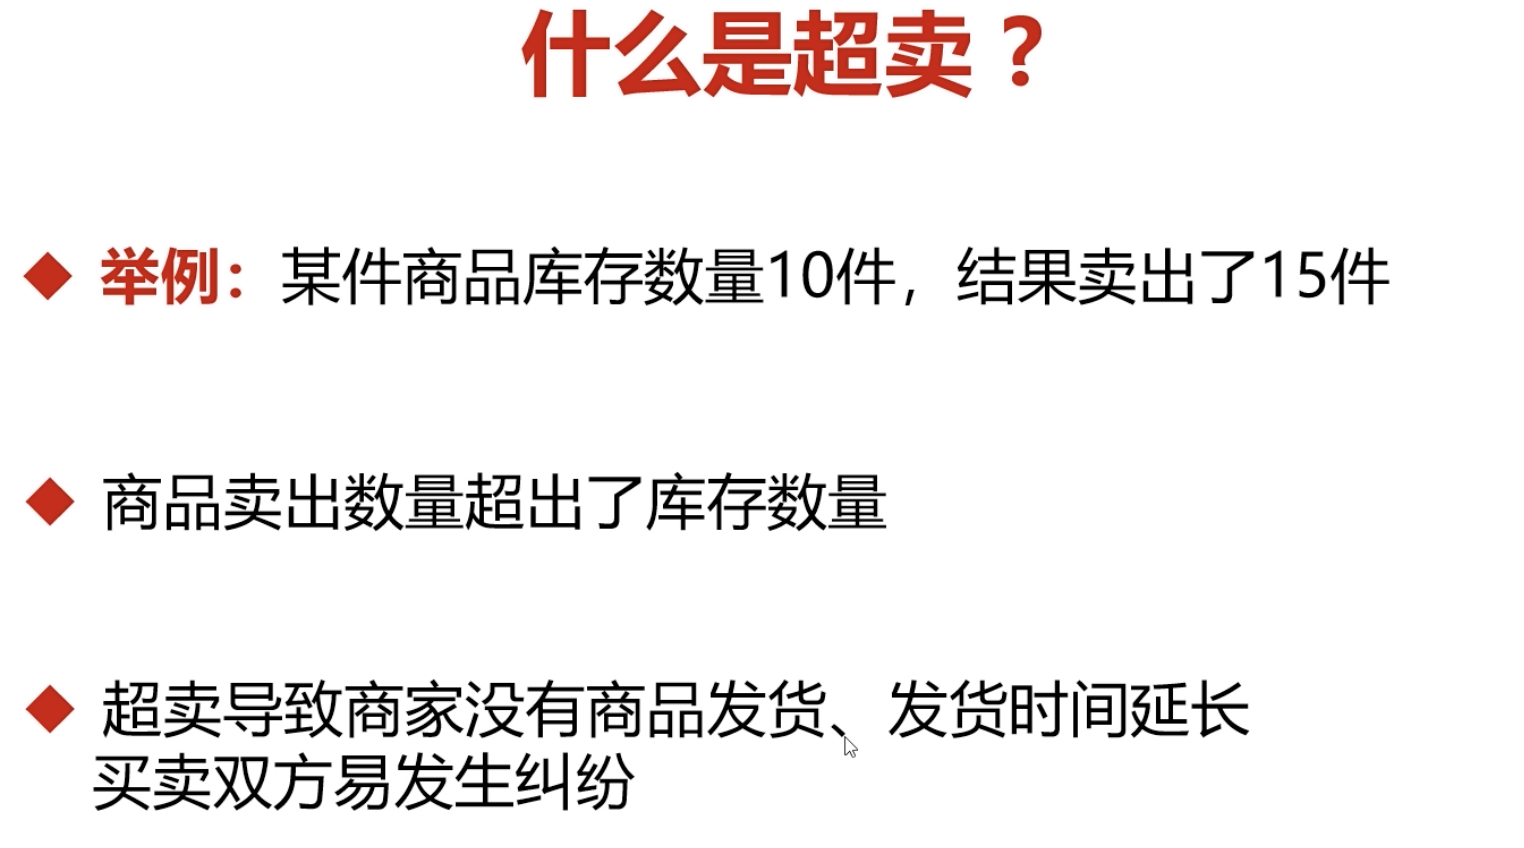 什么是超卖？
举例：某件商品库存数量10件，结果卖出了15件
商品卖出数量超出了库存数量
超卖导致商家没有商品发货、发货时间延长
买卖双方易发生纠纷